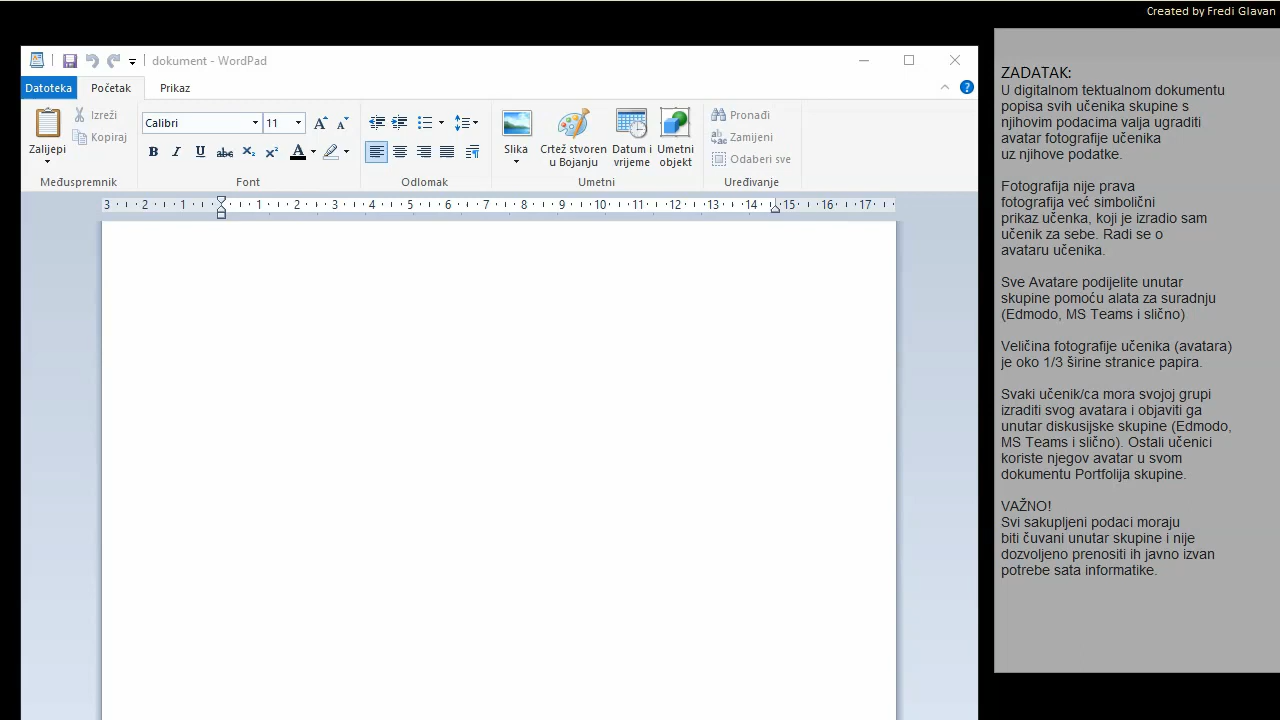 Created by Fredi Glavan
dokument - WordPad
Datoteka Početak Prikaz
Zalijepi
Izreži
Kopiraj
Međuspremnik
Calibri 11
B I U abc X₂ X² A
Font
Odlomak
Slika
Crtež stvoren
u Bojanju
Datum i
vrijeme
Umetni
objekt
Umetni
Pronađi
Zamijeni
Odaberi sve
Uređivanje
3 2 1 1 2 3 4 5 6 7 8 9 10 11 12 13 14 15 16 17
ZADATAK:
U digitalnom tektualnom dokumentu
popisa svih učenika skupine s
njihovim podacima valja ugraditi
avatar fotografije učenika
uz njihove podatke.
Fotografija nije prava
fotografija već simbolični
prikaz učenka, koji je izradio sam
učenik za sebe. Radi se o
avataru učenika.
Sve Avatare podijelite unutar
skupine pomoću alata za suradnju
(Edmodo, MS Teams i slično)
Veličina fotografije učenika (avatara)
je oko 1/3 širine stranice papira.
Svaki učenik/ca mora svojoj grupi
izraditi svog avatara i objaviti ga
unutar diskusijske skupine (Edmodo,
MS Teams i slično). Ostali učenici
koriste njegov avatar u svom
dokumentu Portfolija skupine.
VAŽNO!
Svi sakupljeni podaci moraju
biti čuvani unutar skupine i nije
dozvoljeno prenositi ih javno izvan
potrebe sata informatike.